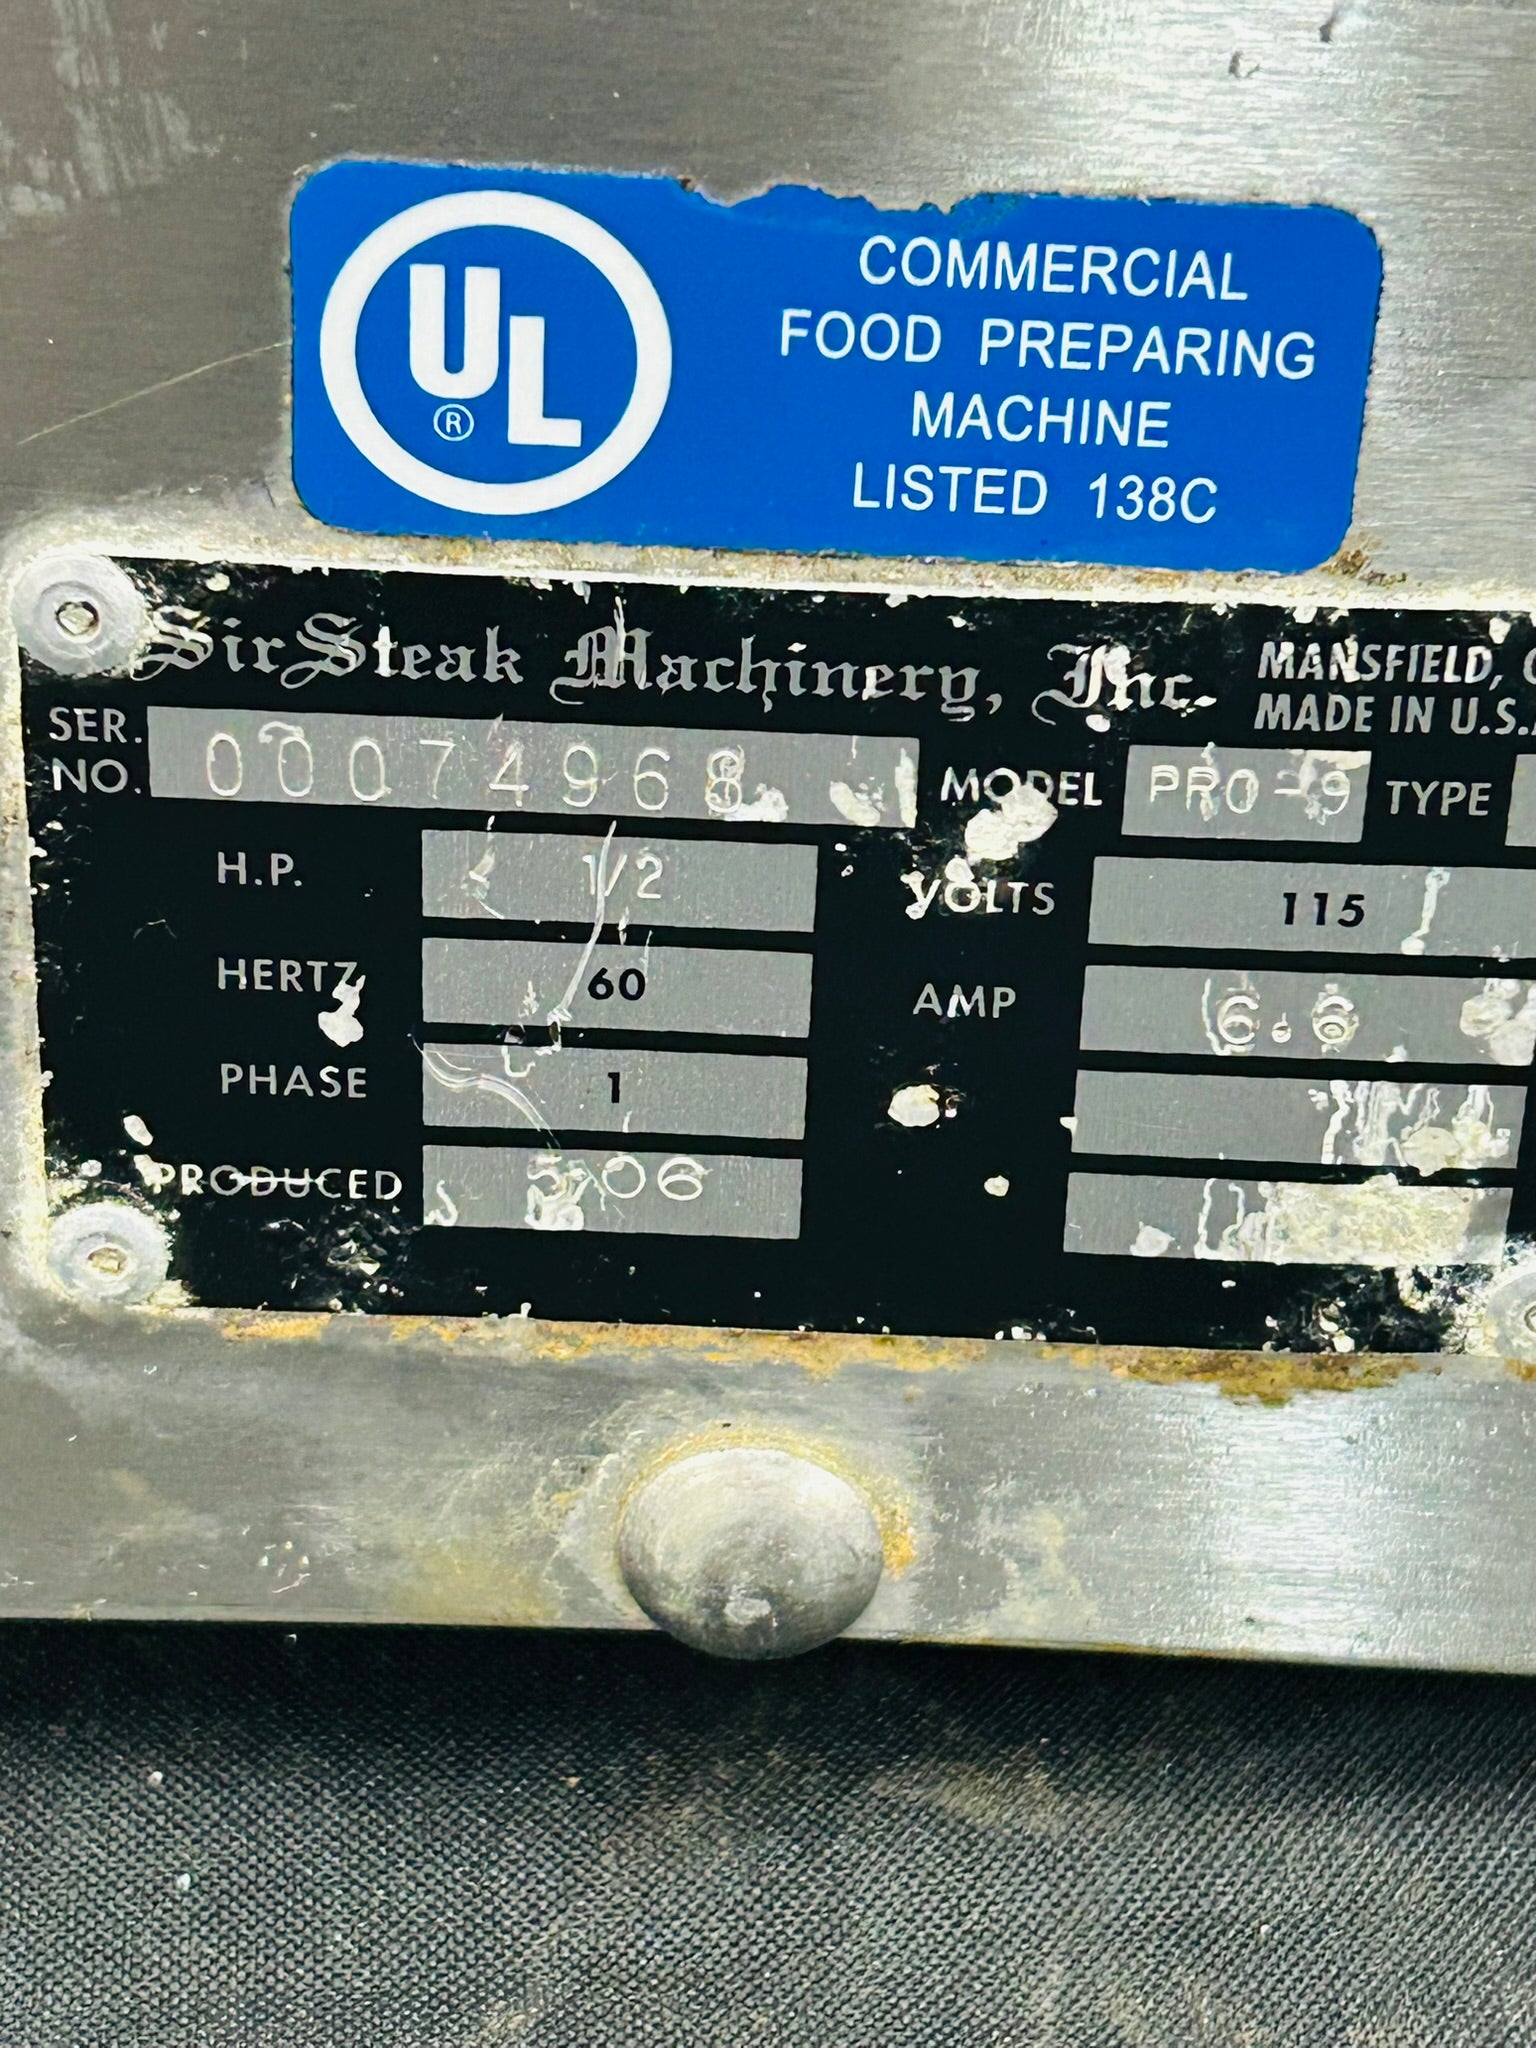 UL
®
COMMERCIAL
FOOD PREPARING
MACHINE
LISTED 138C
SirSteak Machinery, Inc.
MANSFIELD,
MADE IN U.S.
SER.
NO. 00074968 MODEL PRO-9 TYPE
H.P. 1/2 VOLTS 115
HERTZ 60 AMP 6.6
PHASE 1
PRODUCED 5-06